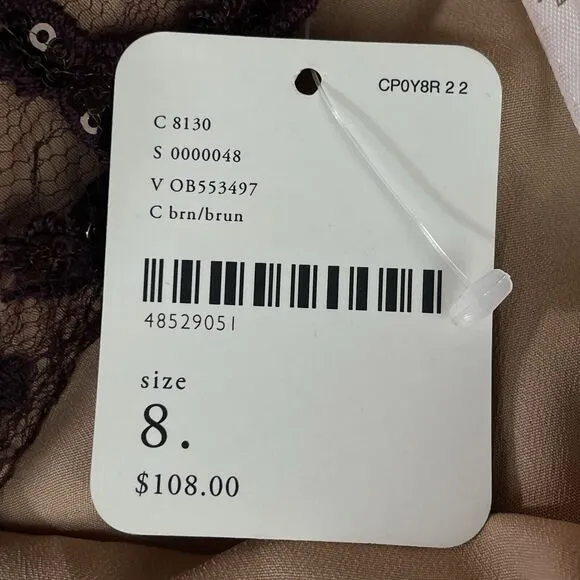 CP0Y8R 2 2
C 8130
S 0000048
V OB553497
C brn/brun
48529051
size
8.
$108.00